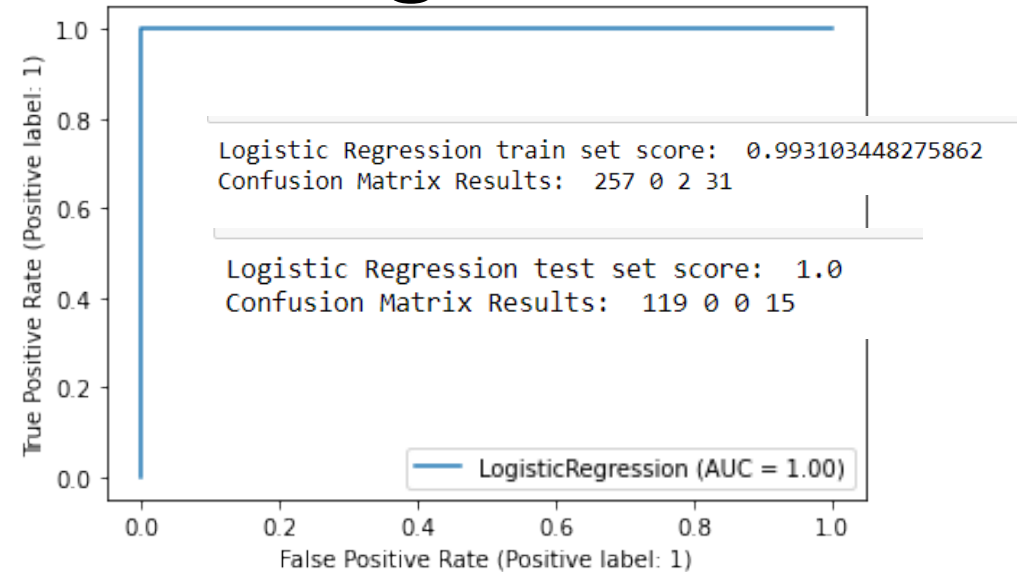 1.0
0.8
0.6
0.4
0.2
0.0
True Positive Rate (Positive label: 1)
Logistic Regression train set score: 0.993103448275862
Confusion Matrix Results: 257 0 2 31
Logistic Regression test set score: 1.0
Confusion Matrix Results: 119 0 0 15
LogisticRegression (AUC = 1.00)
0.0 0.2 0.4 0.6 0.8 1.0
False Positive Rate (Positive label: 1)